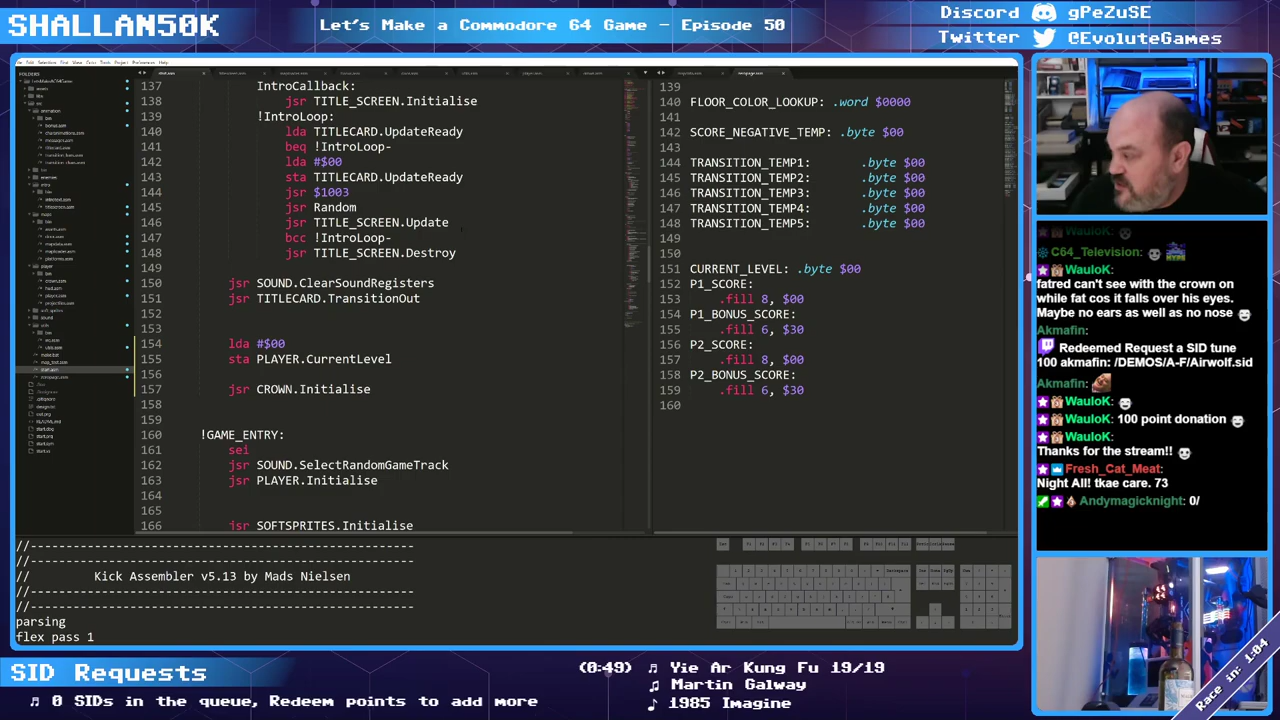 SHALLAN50K
Let's Make a Commodore 64 Game - Episode 50
Discord gPeZuSE
Twitter @EvoluteGames
FOLDERS
137 IntroCallback:
138 jsr TITLE_SCREEN.Initialise
139 !IntroLoop:
140 lda TITLECARD.UpdateReady
141 beq !IntroLoop-
142 lda #$00
143 sta TITLECARD.UpdateReady
144 jsr $1003
145 jsr Random
146 jsr TITLE_SCREEN.Update
147 bcc !IntroLoop-
148 jsr TITLE_SCREEN.Destroy
149
150 jsr SOUND.ClearSoundRegisters
151 jsr TITLECARD.TransitionOut
152
153
154 lda #$00
155 sta PLAYER.CurrentLevel
156
157 jsr CROWN.Initialise
158
159
160 !GAME_ENTRY:
161 sei
162 jsr SOUND.SelectRandomGameTrack
163 jsr PLAYER.Initialise
164
165
166 jsr SOFTSPRITES.Initialise
139
140 FLOOR_COLOR_LOOKUP: .word $0000
141
142 SCORE_NEGATIVE_TEMP: .byte $00
143
144 TRANSITION_TEMP1: .byte $00
145 TRANSITION_TEMP2: .byte $00
146 TRANSITION_TEMP3: .byte $00
147 TRANSITION_TEMP4: .byte $00
148 TRANSITION_TEMP5: .byte $00
149
150
151 CURRENT_LEVEL: .byte $00
152 P1_SCORE:
153 .fill 8, $00
154 P1_BONUS_SCORE:
155 .fill 6, $30
156 P2_SCORE:
157 .fill 8, $00
158 P2_BONUS_SCORE:
159 .fill 6, $30
160
WauloK:
C64_Television:
WauloK:
fatred can't see with the crown on
while fat cos it falls over his eyes.
Maybe no ears as well as no nose
Akmafin:
Redeemed Request a SID tune
100 akmafin: /DEMOS/A-F/Airwolf.sid
Akmafin:
WauloK:
WauloK: 100 point donation
WauloK:
Thanks for the stream!!
Fresh_Cat_Meat:
Night All! tkae care. 73
Andymagicknight: 0/
//------------------------------------------------------
//------------------------------------------------------
// Kick Assembler v5.13 by Mads Nielsen
//------------------------------------------------------
//------------------------------------------------------
parsing
flex pass 1
Race in: 1:04
SID Requests
0 SIDs in the queue, Redeem points to add more
(0:49) Yie Ar Kung Fu 19/19
Martin Galway
1985 Imagine